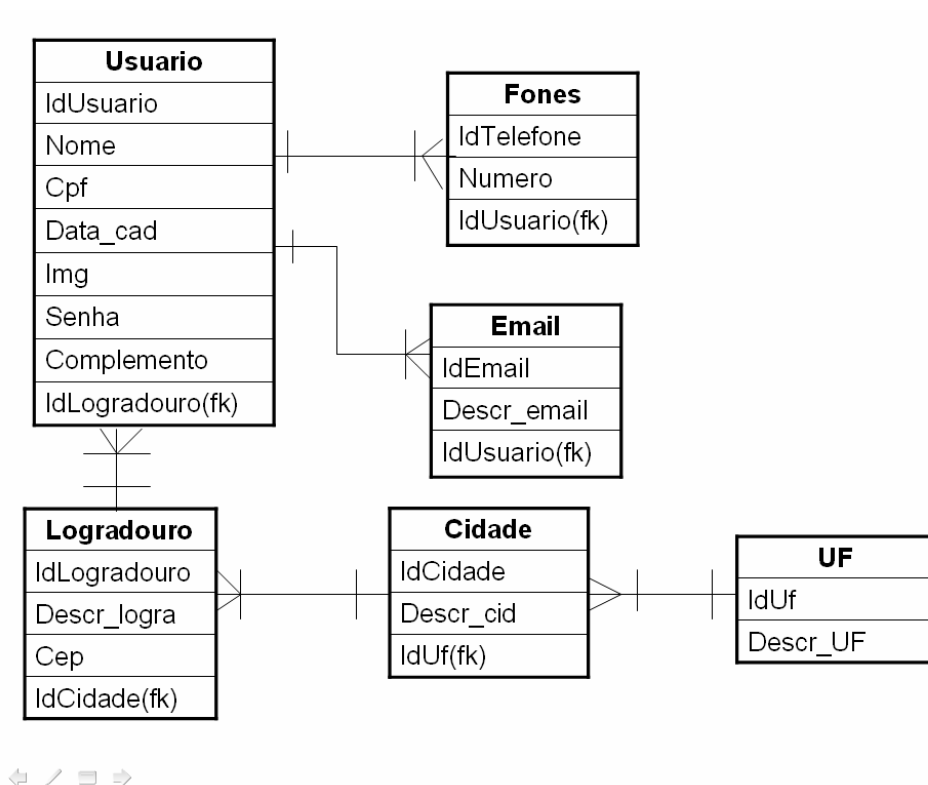 Usuario
IdUsuario
Nome
Cpf
Data_cad
Img
Senha
Complemento
IdLogradouro(fk)
Fones
IdTelefone
Numero
IdUsuario(fk)
Email
IdEmail
Descr_email
IdUsuario(fk)
Logradouro
IdLogradouro
Descr_logra
Cep
IdCidade(fk)
Cidade
IdCidade
Descr_cid
IdUf(fk)
UF
IdUf
Descr_UF